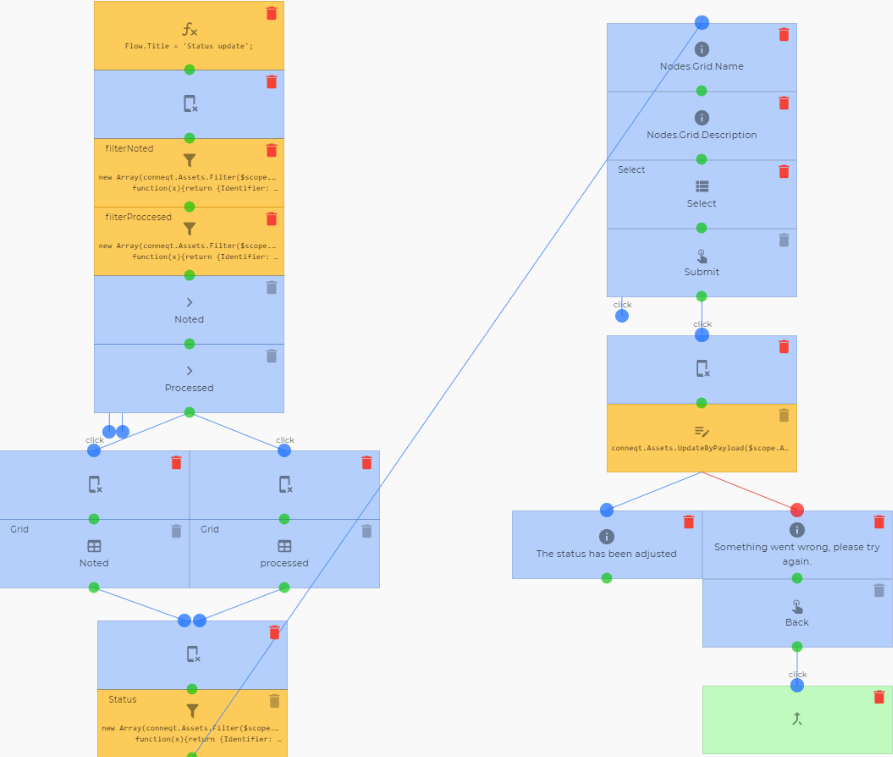 fx
Flow.Title = 'Status update';
filterNoted
new Array(conneqt.Assets.Filter($scope.…
function(x){return {Identifier: …
filterProccesed
new Array(conneqt.Assets.Filter($scope.…
function(x){return {Identifier: …
Noted
Processed
click
click
Grid
Noted
Grid
processed
Status
new Array(conneqt.Assets.Filter($scope.…
function(x){return {Identifier: …
Nodes.Grid.Name
Nodes.Grid.Description
Select
Select
Submit
click
click
conneqt.Assets.UpdateByPayload($scope.A…
The status has been adjusted
Something went wrong, please try
again.
Back
click